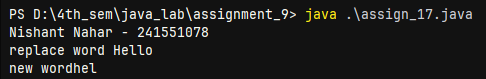 PS D:\4th_sem\java_lab\assignment_9> java .\assign_17.java
Nishant Nahar - 241551078
replace word Hello
new wordhel